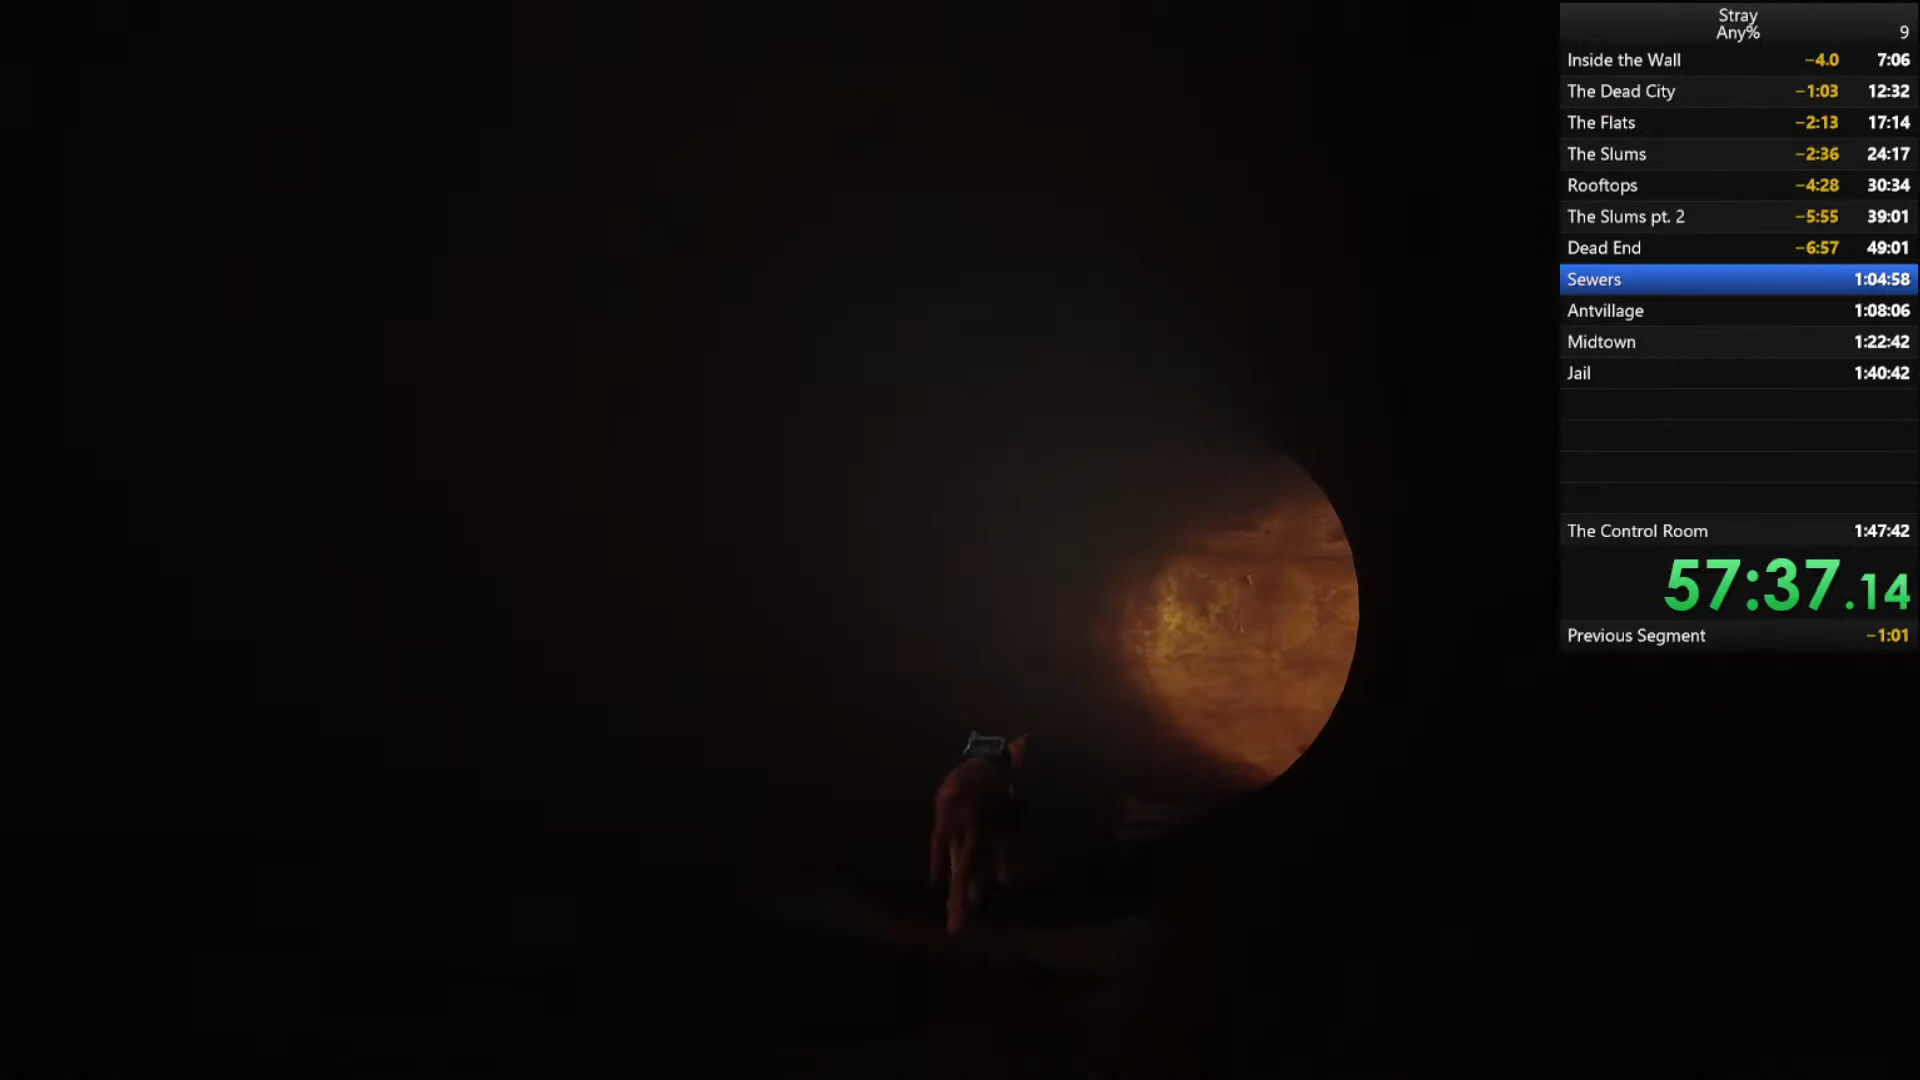 Stray
Any%
9
Inside the Wall −4.0 7:06
The Dead City −1:03 12:32
The Flats −2:13 17:14
The Slums −2:36 24:17
Rooftops −4:28 30:34
The Slums pt. 2 −5:55 39:01
Dead End −6:57 49:01
Sewers 1:04:58
Antvillage 1:08:06
Midtown 1:22:42
Jail 1:40:42
The Control Room 1:47:42
57:37.14
Previous Segment −1:01